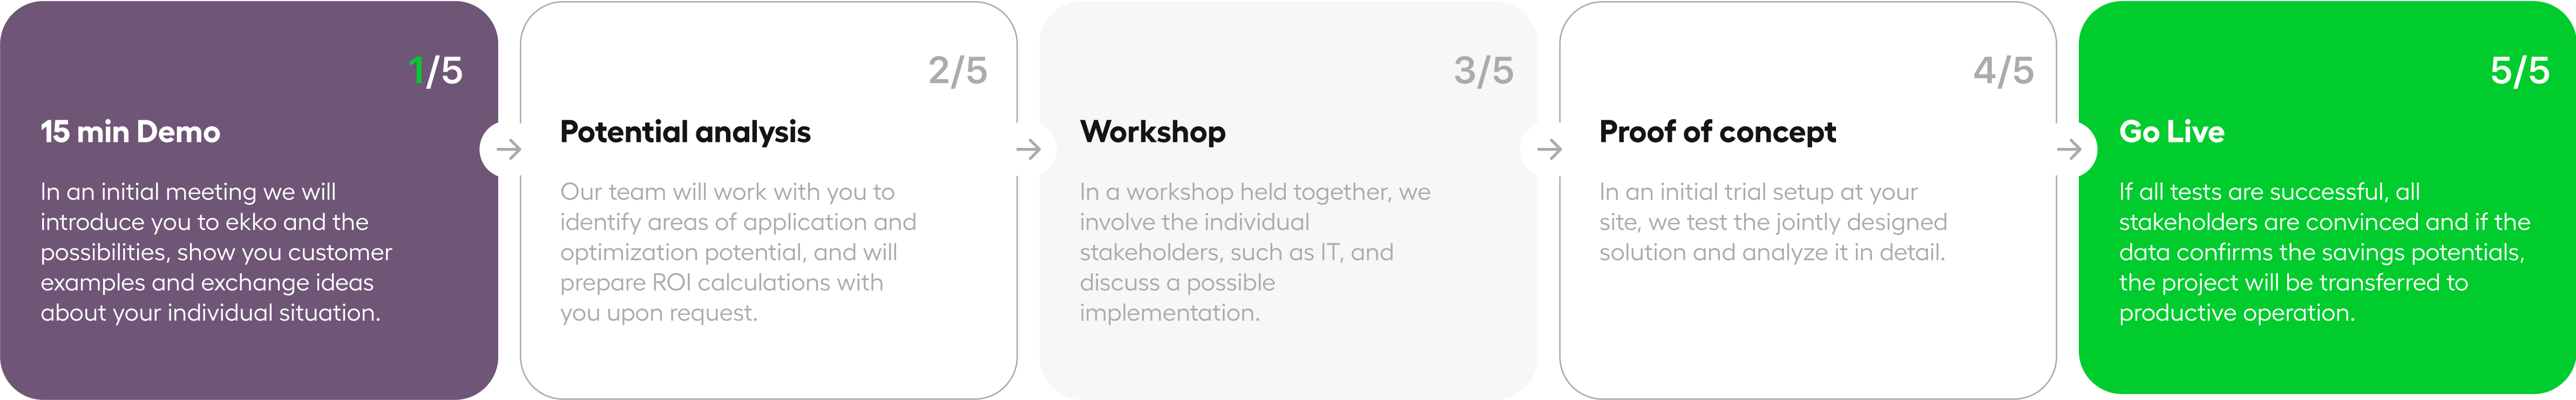 1/5
15 min Demo
In an initial meeting we will
introduce you to ekko and the
possibilities, show you customer
examples and exchange ideas
about your individual situation.
2/5
Potential analysis
Our team will work with you to
identify areas of application and
optimization potential, and will
prepare ROI calculations with
you upon request.
3/5
Workshop
In a workshop held together, we
involve the individual
stakeholders, such as IT, and
discuss a possible
implementation.
4/5
Proof of concept
In an initial trial setup at your
site, we test the jointly designed
solution and analyze it in detail.
5/5
Go Live
If all tests are successful, all
stakeholders are convinced and if the
data confirms the savings potentials,
the project will be transferred to
productive operation.